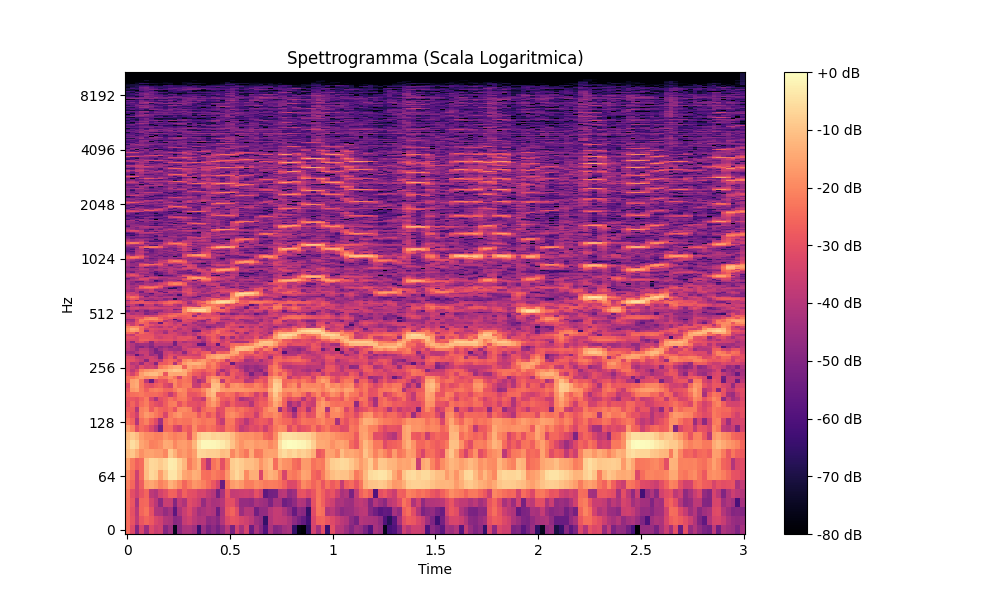 Spettrogramma (Scala Logaritmica)
8192
4096
2048
1024
512
256
128
64
0
Hz
0
0.5
1
1.5
2
2.5
3
Time
+0 dB
-10 dB
-20 dB
-30 dB
-40 dB
-50 dB
-60 dB
-70 dB
-80 dB